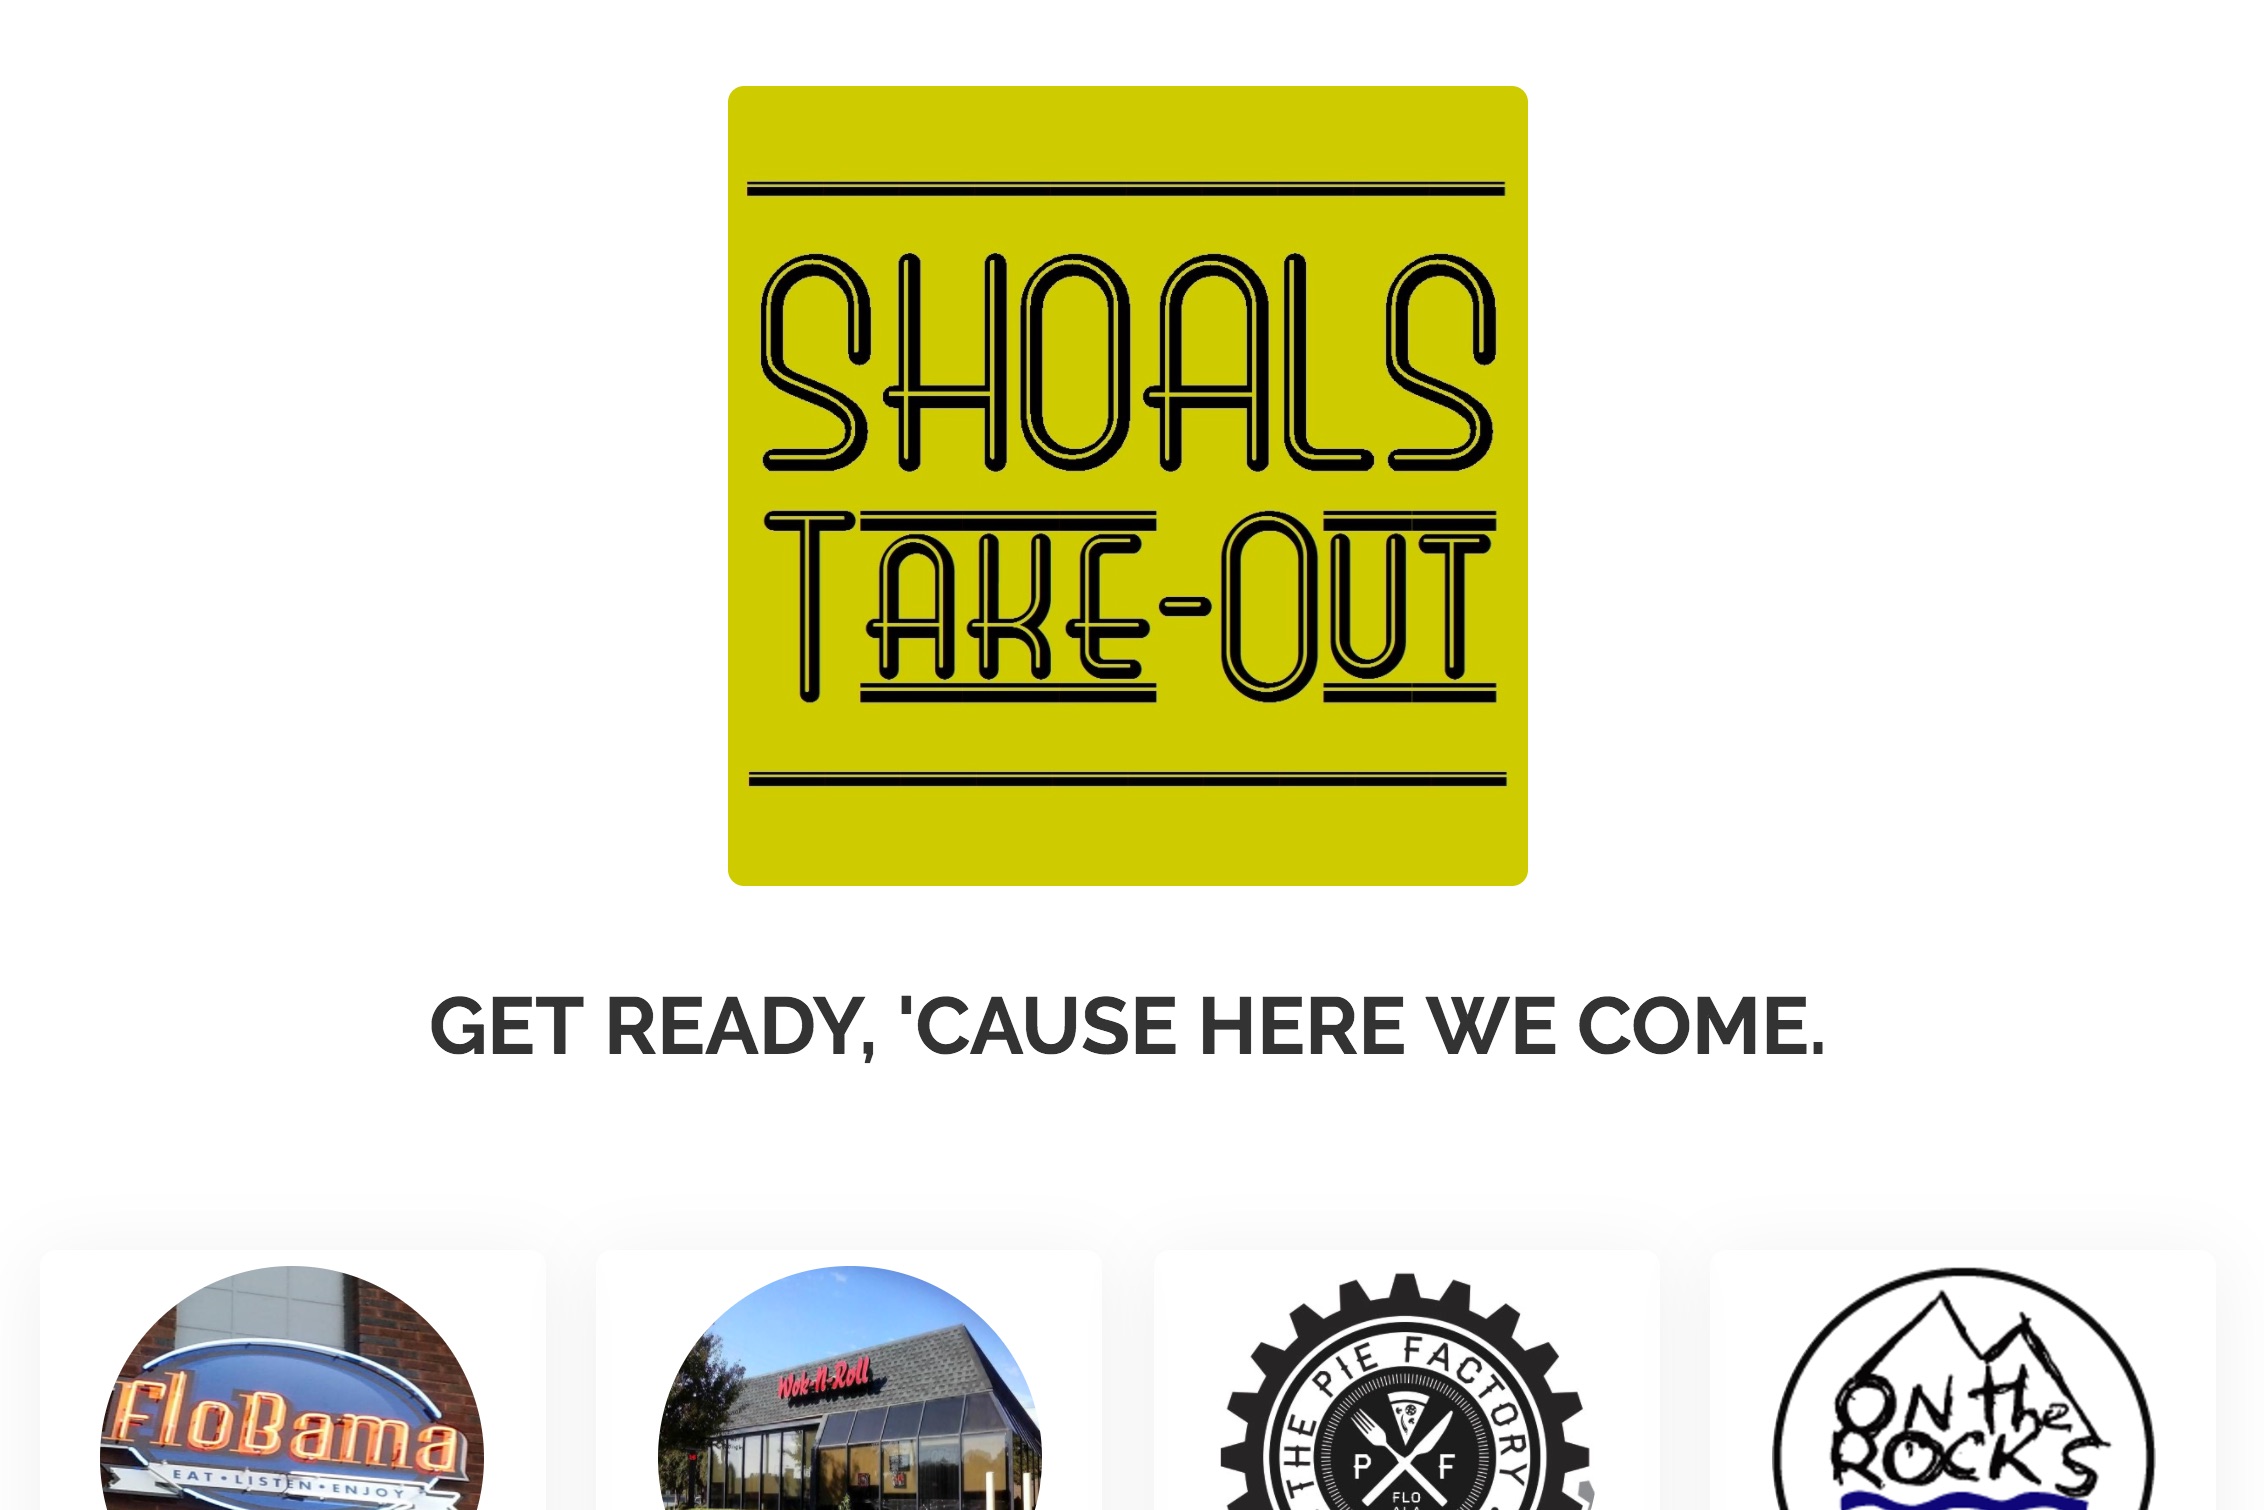 SHOALS
TAKE-OUT
GET READY, 'CAUSE HERE WE COME.
FloBama
EAT • LISTEN • ENJOY
Wok-N-Roll
THE PIE FACTORY
P F
FLO
ALA
ON the
ROCKS